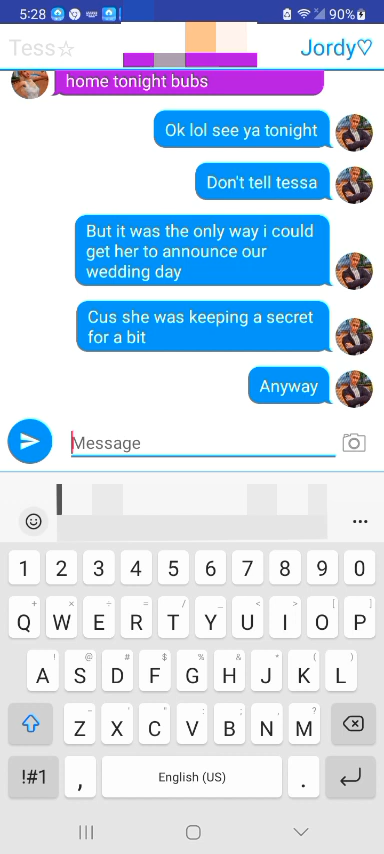 5:28 90%
Tess☆ Jordy♡
home tonight bubs
Ok lol see ya tonight
Don't tell tessa
But it was the only way i could
get her to announce our
wedding day
Cus she was keeping a secret
for a bit
Anyway
Message
1 2 3 4 5 6 7 8 9 0
+ × ÷ = / _ < > [ ]
Q W E R T Y U I O P
! @ # $ % & * ( )
A S D F G H J K L
- ' " : ; , ?
Z X C V B N M
!#1 , English (US) .